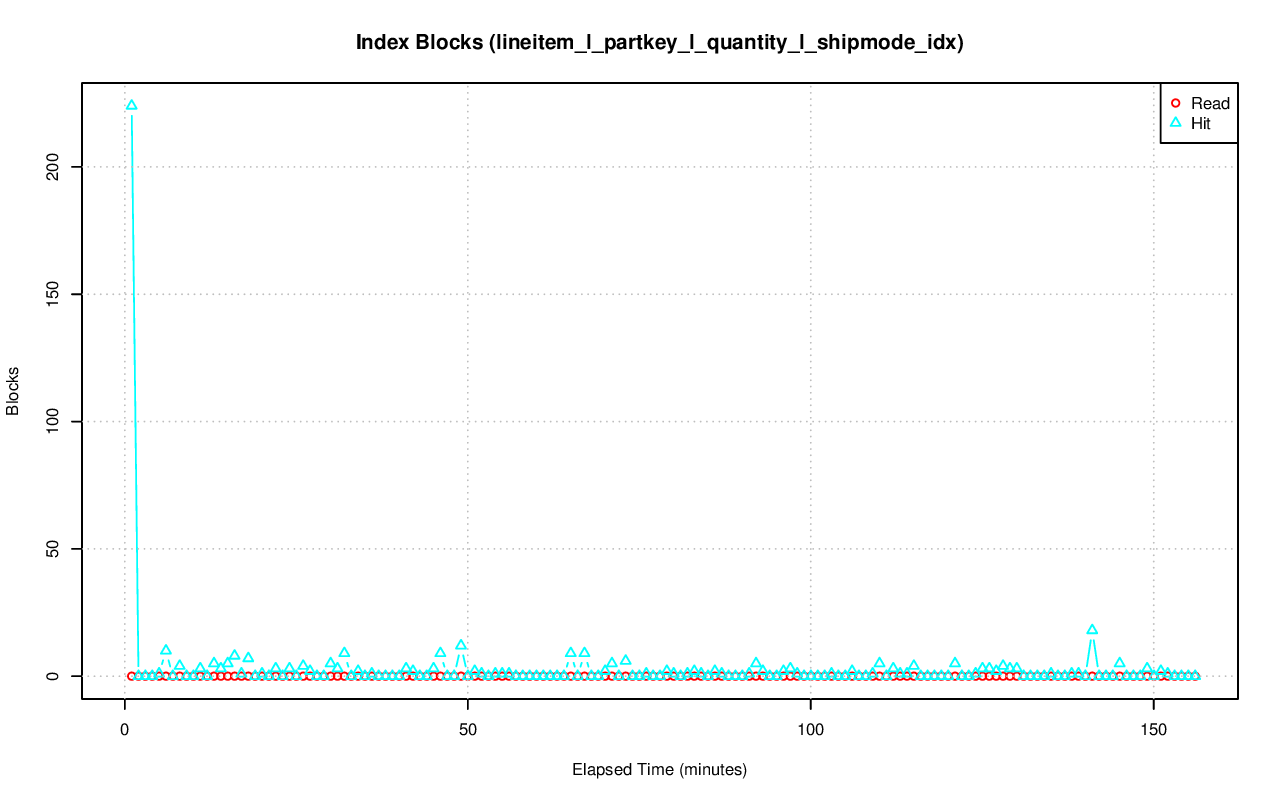 Index Blocks (lineitem_l_partkey_l_quantity_l_shipmode_idx)
Read
Hit
Blocks
200
150
100
50
0
0 50 100 150
Elapsed Time (minutes)